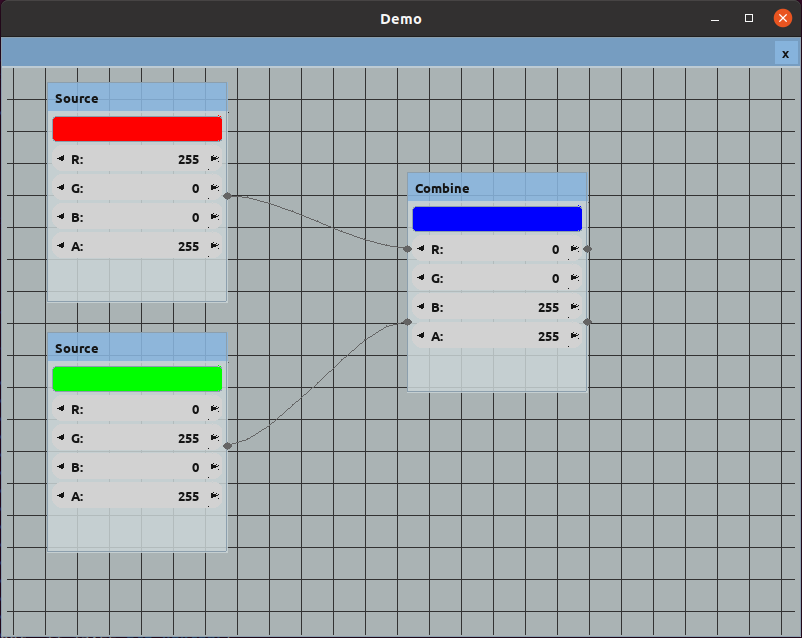 Demo
x
Source
R: 255
G: 0
B: 0
A: 255
Combine
R: 0
G: 0
B: 255
A: 255
Source
R: 0
G: 255
B: 0
A: 255